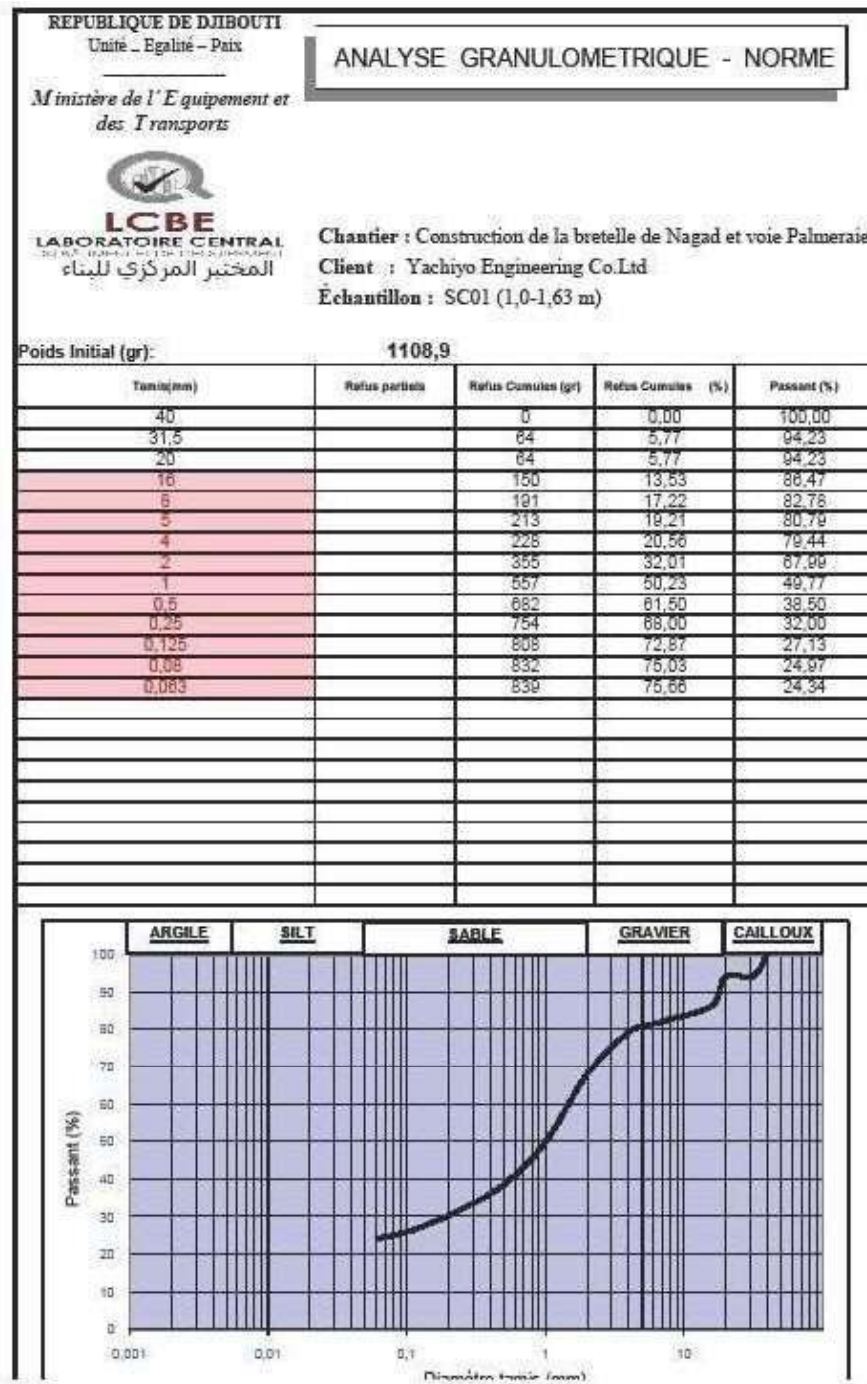 REPUBLIQUE DE DJIBOUTI
Unité – Egalité – Paix
Ministère de l'Equipement et
des Transports
LCBE
LABORATOIRE CENTRAL
المختبر المركزي للبناء
ANALYSE GRANULOMETRIQUE - NORME
Chantier : Construction de la bretelle de Nagad et voie Palmeraie
Client : Yachiyo Engineering Co.Ltd
Échantillon : SC01 (1,0-1,63 m)
Poids Initial (gr): 1108,9
Tamis(mm) Refus partiels Refus Cumules (gr) Refus Cumules (%) Passant (%)
40 0 0,00 100,00
31,5 64 5,77 94,23
20 64 5,77 94,23
16 150 13,53 86,47
8 191 17,22 82,78
5 213 19,21 80,79
4 228 20,56 79,44
2 355 32,01 67,99
1 557 50,23 49,77
0,5 682 61,50 38,50
0,25 754 68,00 32,00
0,125 808 72,87 27,13
0,08 832 75,03 24,97
0,063 839 75,66 24,34
ARGILE SILT SABLE GRAVIER CAILLOUX
Passant (%)
100
90
80
70
60
50
40
30
20
10
0
0,001 0,01 0,1 1 10
Diamètre tamis (mm)